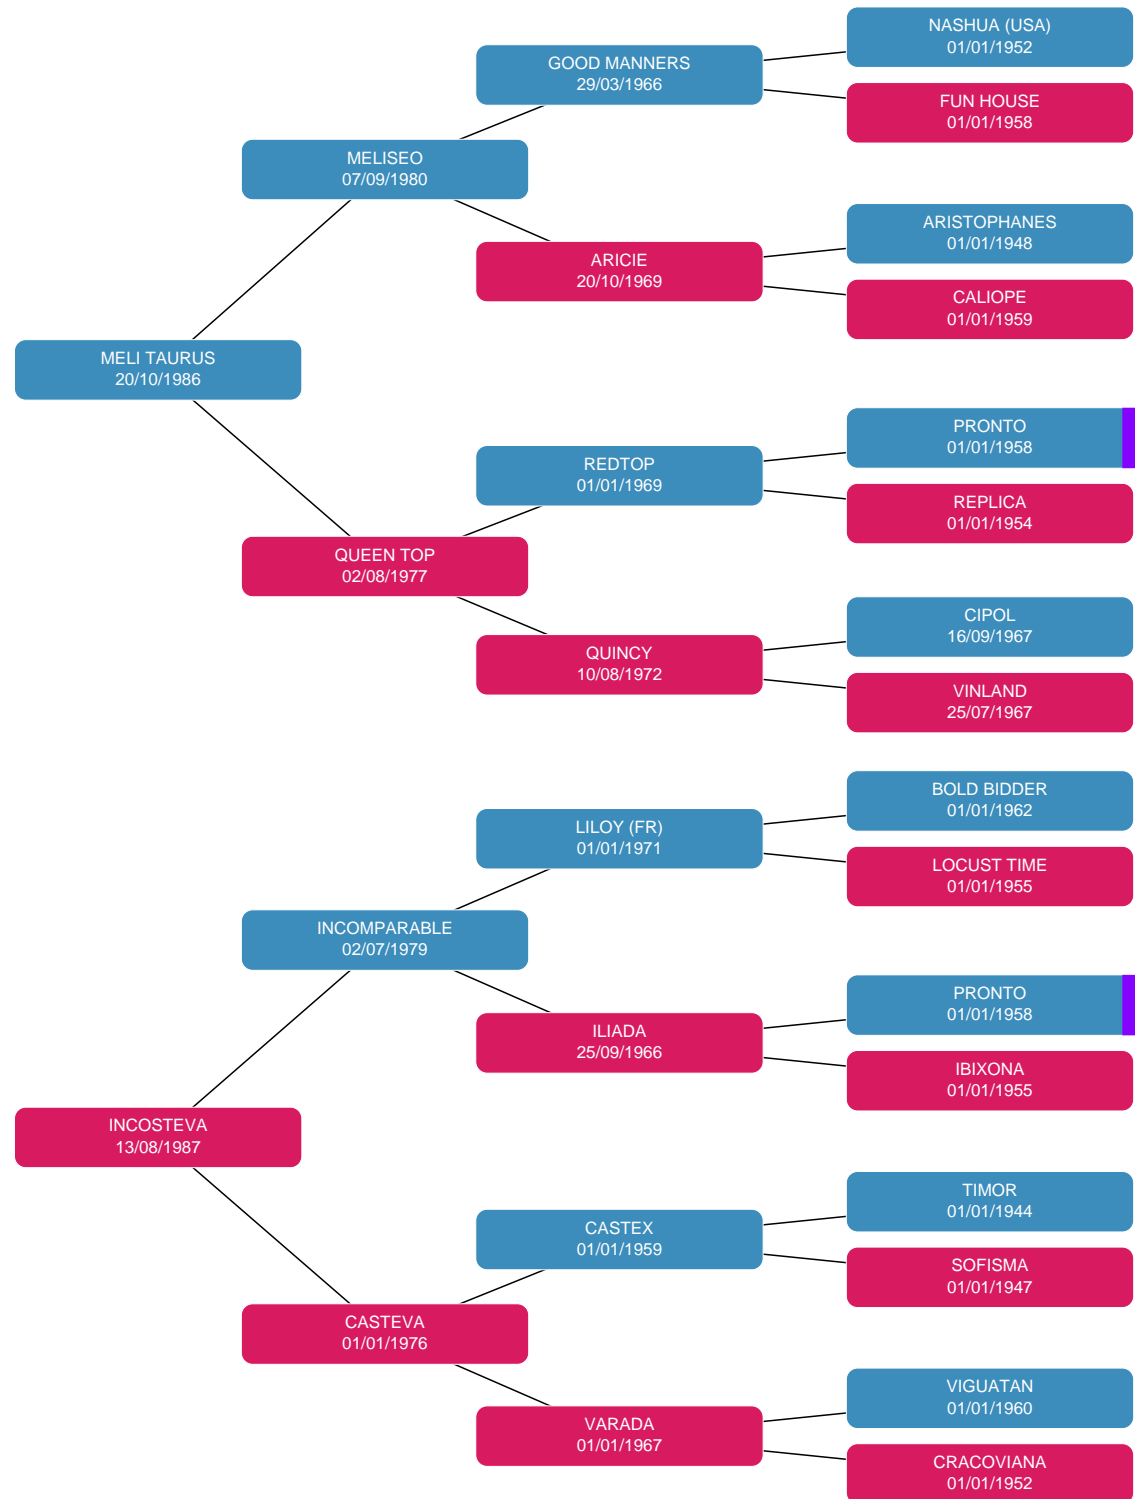 NASHUA (USA)
01/01/1952
GOOD MANNERS
29/03/1966
FUN HOUSE
01/01/1958
MELISEO
07/09/1980
ARISTOPHANES
01/01/1948
ARICIE
20/10/1969
CALIOPE
01/01/1959
MELI TAURUS
20/10/1986
PRONTO
01/01/1958
REDTOP
01/01/1969
REPLICA
01/01/1954
QUEEN TOP
02/08/1977
CIPOL
16/09/1967
QUINCY
10/08/1972
VINLAND
25/07/1967
BOLD BIDDER
01/01/1962
LILOY (FR)
01/01/1971
LOCUST TIME
01/01/1955
INCOMPARABLE
02/07/1979
PRONTO
01/01/1958
ILIADA
25/09/1966
IBIXONA
01/01/1955
INCOSTEVA
13/08/1987
TIMOR
01/01/1944
CASTEX
01/01/1959
SOFISMA
01/01/1947
CASTEVA
01/01/1976
VIGUATAN
01/01/1960
VARADA
01/01/1967
CRACOVIANA
01/01/1952